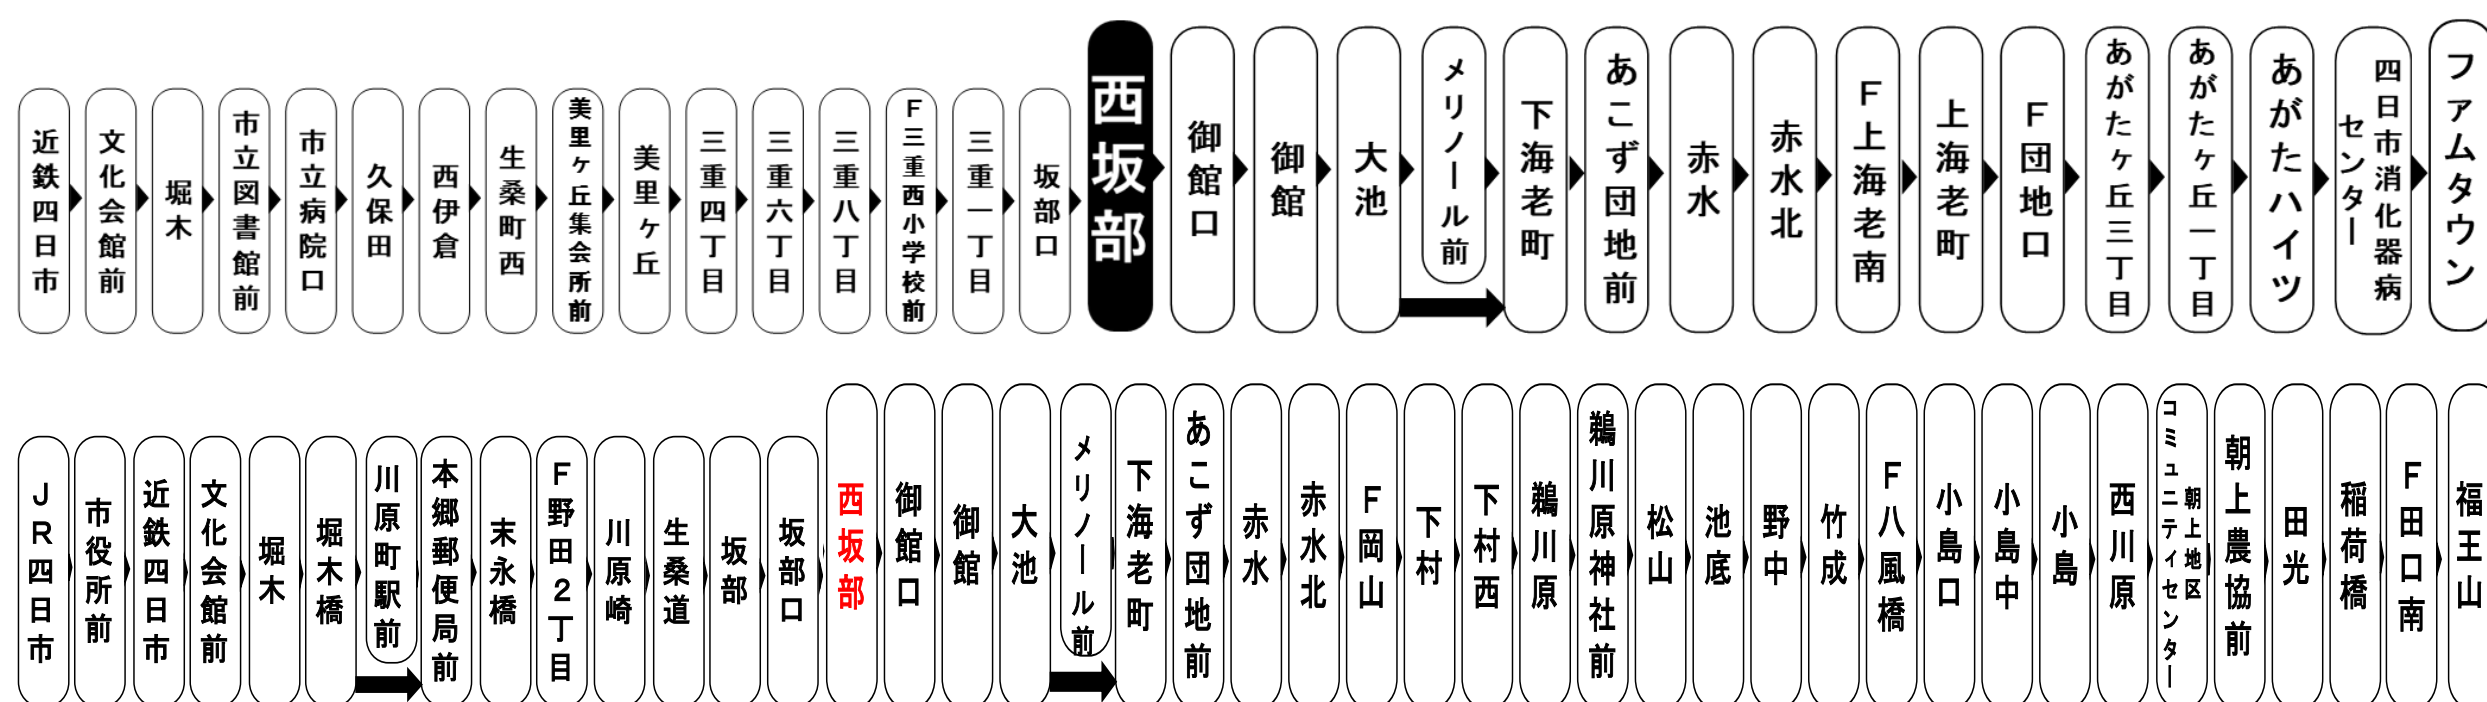 近鉄四日市
文化会館前
堀木
市立図書館前
市立病院口
久保田
西伊倉
生桑町西
美里ヶ丘集会所前
美里ヶ丘
三重四丁目
三重六丁目
三重八丁目
F三重西小学校前
三重一丁目
坂部口
西坂部
御館口
御館
大池
メリノール前
下海老町
あこず団地前
赤水
赤水北
F上海老南
上海老町
F団地口
あがたヶ丘三丁目
あがたヶ丘一丁目
あがたハイツ
四日市消化器病
センター
ファムタウン
JR四日市
市役所前
近鉄四日市
文化会館前
堀木
堀木橋
川原町駅前
本郷郵便局前
末永橋
F野田2丁目
川原崎
生桑道
坂部
坂部口
西坂部
御館口
御館
大池
メリノール前
下海老町
あこず団地前
赤水
赤水北
F岡山
下村
下村西
鵜川原
鵜川原神社前
松山
池底
野中
竹成
F八風橋
小島口
小島中
小島
西川原
朝上地区
コミュニティセンター
朝上農協前
田光
稲荷橋
F田口南
福王山